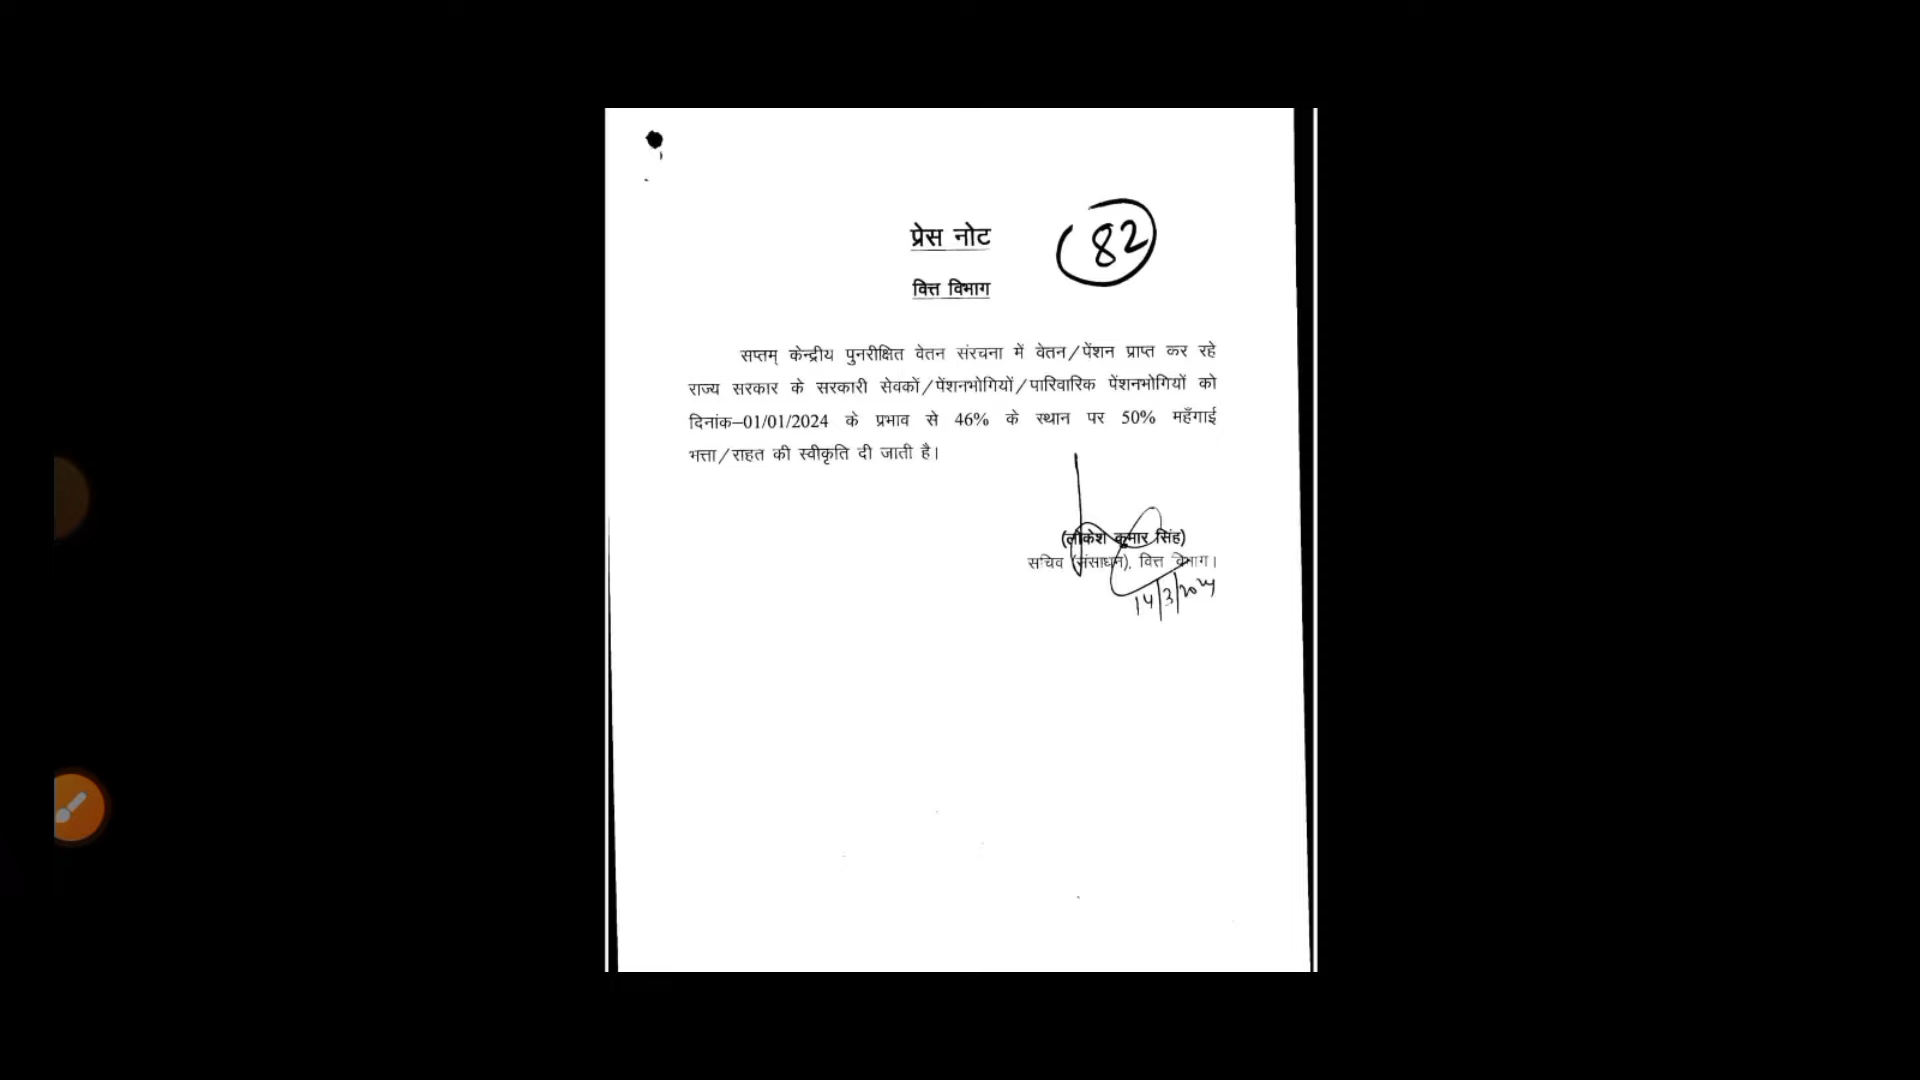 प्रेस नोट
82
वित्त विभाग
सप्तम् केन्द्रीय पुनरीक्षित वेतन संरचना में वेतन/पेंशन प्राप्त कर रहे
राज्य सरकार के सरकारी सेवकों/पेंशनभोगियों/पारिवारिक पेंशनभोगियों को
दिनांक–01/01/2024 के प्रभाव से 46% के स्थान पर 50% महँगाई
भत्ता/राहत की स्वीकृति दी जाती है।
(लोकेश कुमार सिंह)
सचिव (संसाधन), वित्त विभाग।
14/3/2024